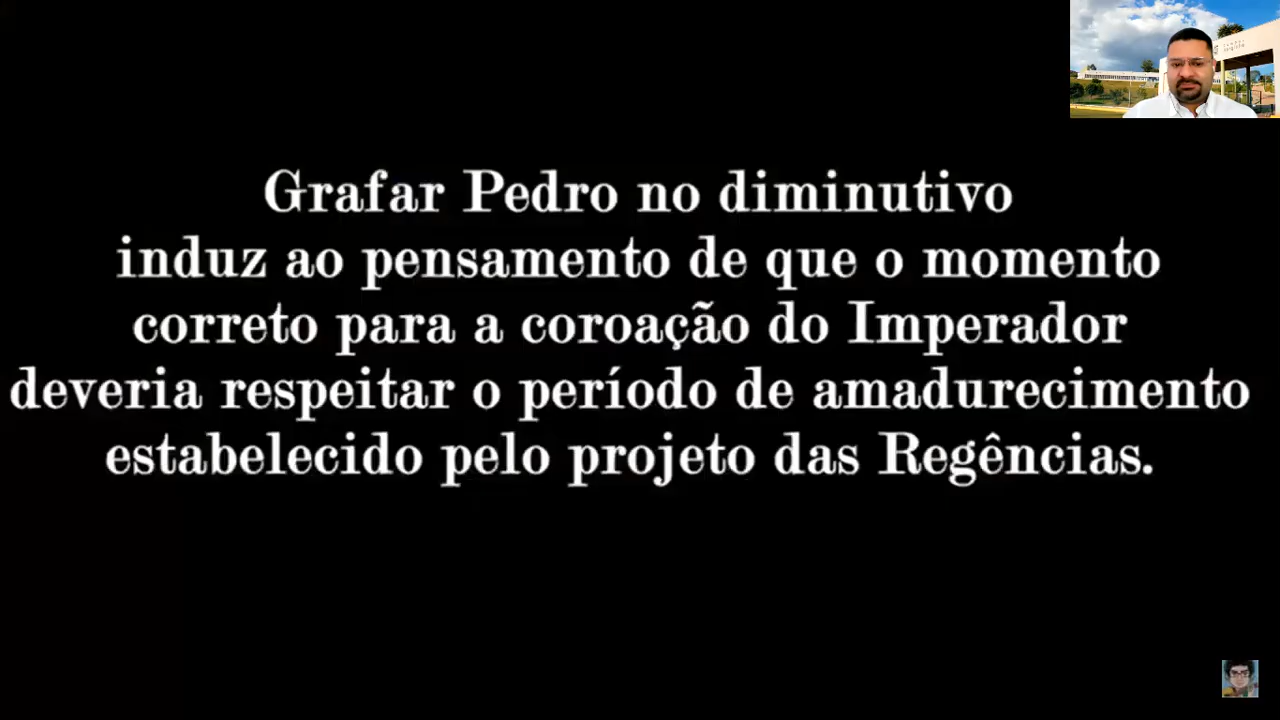 Grafar Pedro no diminutivo
induz ao pensamento de que o momento
correto para a coroação do Imperador
deveria respeitar o período de amadurecimento
estabelecido pelo projeto das Regências.